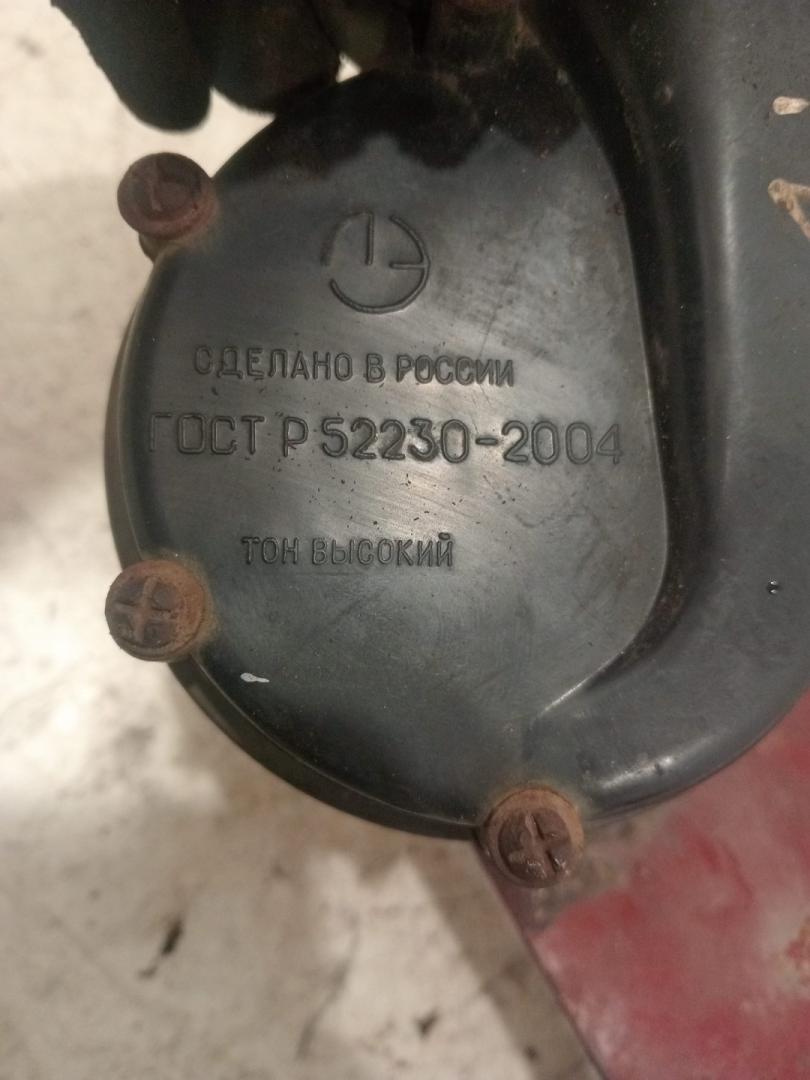 СДЕЛАНО В РОССИИ
ГОСТ Р 52230-2004
ТОН ВЫСОКИЙ